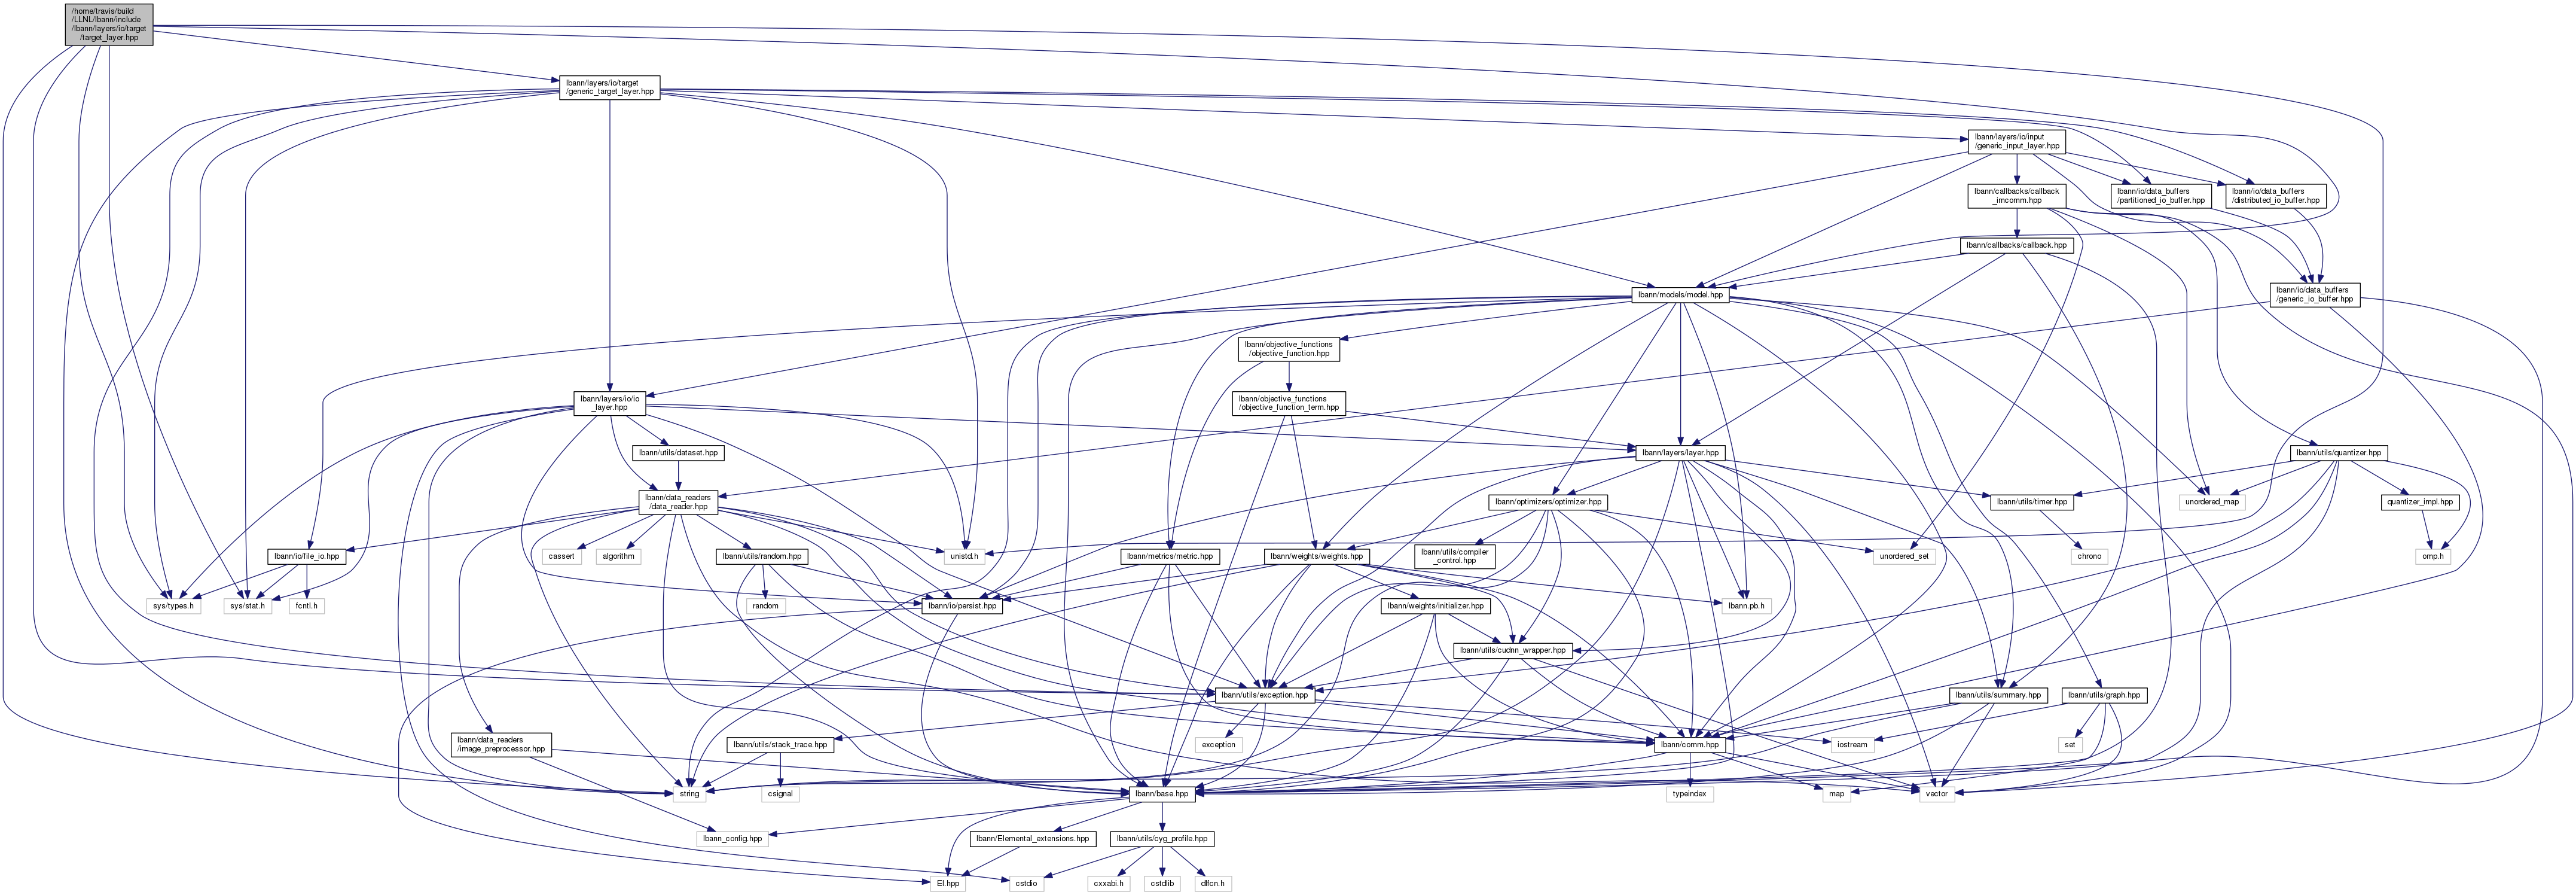 /home/travis/build
/LLNL/lbann/include
/lbann/layers/io/target
/target_layer.hpp
lbann/layers/io/target
/generic_target_layer.hpp
lbann/layers/io/input
/generic_input_layer.hpp
lbann/callbacks/callback
_imcomm.hpp
lbann/io/data_buffers
/partitioned_io_buffer.hpp
lbann/io/data_buffers
/distributed_io_buffer.hpp
lbann/callbacks/callback.hpp
lbann/models/model.hpp
lbann/io/data_buffers
/generic_io_buffer.hpp
lbann/objective_functions
/objective_function.hpp
lbann/layers/io/io
_layer.hpp
lbann/objective_functions
/objective_function_term.hpp
lbann/utils/dataset.hpp
lbann/layers/layer.hpp
lbann/utils/quantizer.hpp
lbann/data_readers
/data_reader.hpp
lbann/optimizers/optimizer.hpp
lbann/utils/timer.hpp
unordered_map
quantizer_impl.hpp
lbann/io/file_io.hpp
cassert
algorithm
lbann/utils/random.hpp
unistd.h
lbann/metrics/metric.hpp
lbann/weights/weights.hpp
lbann/utils/compiler
_control.hpp
unordered_set
chrono
omp.h
sys/types.h
sys/stat.h
fcntl.h
random
lbann/io/persist.hpp
lbann/weights/initializer.hpp
lbann.pb.h
lbann/utils/cudnn_wrapper.hpp
lbann/utils/exception.hpp
lbann/utils/summary.hpp
lbann/utils/graph.hpp
lbann/data_readers
/image_preprocessor.hpp
lbann/utils/stack_trace.hpp
exception
lbann/comm.hpp
iostream
set
string
csignal
lbann/base.hpp
typeindex
map
vector
lbann_config.hpp
lbann/Elemental_extensions.hpp
lbann/utils/cyg_profile.hpp
El.hpp
cstdio
cxxabi.h
cstdlib
dlfcn.h